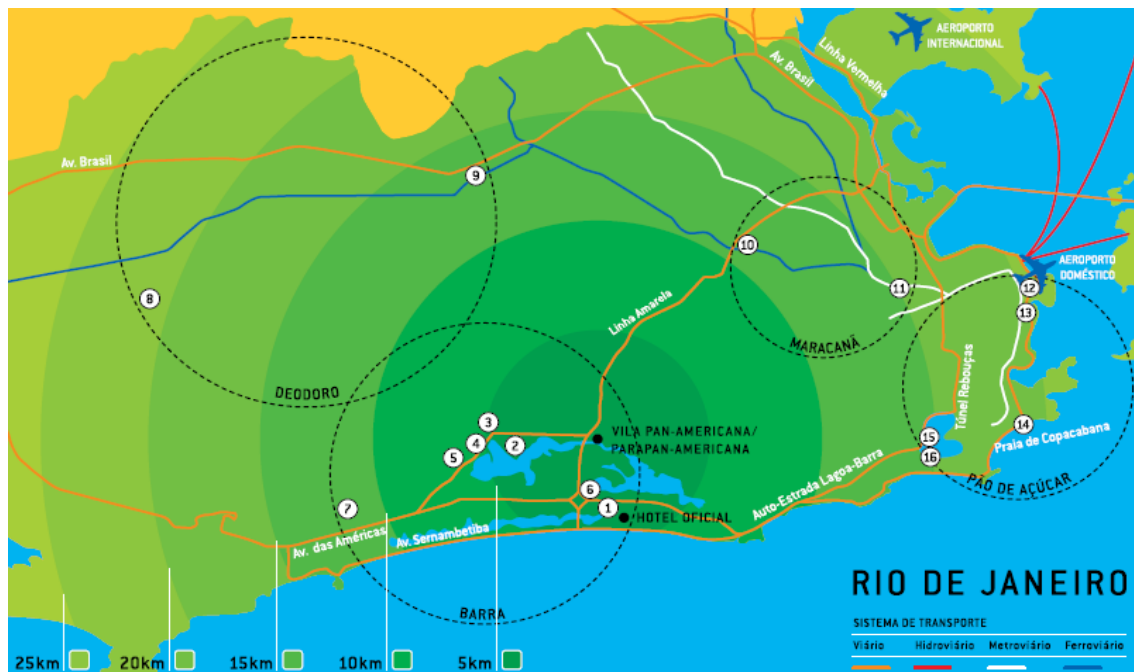 AEROPORTO
INTERNACIONAL
Linha Vermelha
Av. Brasil
Av. Brasil
9
10
8
11
AEROPORTO
DOMÉSTICO
12
13
Linha Amarela
MARACANÃ
DEODORO
Túnel Rebouças
3
4
2
5
VILA PAN-AMERICANA/
PARAPAN-AMERICANA
14
15
16
Praia de Copacabana
PÃO DE AÇÚCAR
Auto-Estrada Lagoa-Barra
6
7
1
HOTEL OFICIAL
Av. das Américas
Av. Sernambetiba
BARRA
RIO DE JANEIRO
SISTEMA DE TRANSPORTE
Viário Hidroviário Metroviário Ferroviário
25km 20km 15km 10km 5km